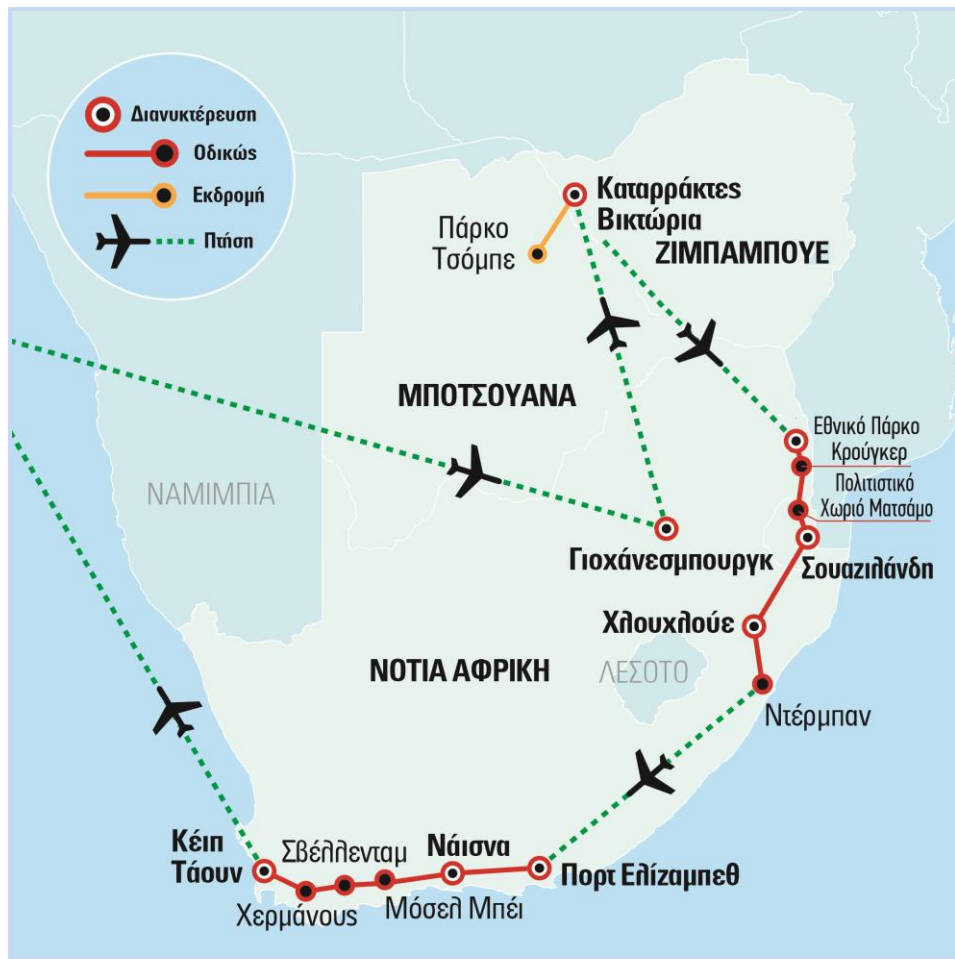 Διανυκτέρευση
Οδικώς
Εκδρομή
Πτήση
Καταρράκτες
Βικτώρια
Πάρκο
Τσόμπε
ΖΙΜΠΑΜΠΟΥΕ
ΜΠΟΤΣΟΥΑΝΑ
Εθνικό Πάρκο
Κρούγκερ
Πολιτιστικό
Χωριό Ματσάμο
ΝΑΜΙΜΠΙΑ
Γιοχάνεσμπουργκ
Σουαζιλάνδη
Χλουχλούε
ΝΟΤΙΑ ΑΦΡΙΚΗ
ΛΕΣΟΤΟ
Ντέρμπαν
Κέιπ
Τάουν
Σβέλλενταμ
Νάισνα
Πορτ Ελίζαμπεθ
Χερμάνους
Μόσελ Μπέι